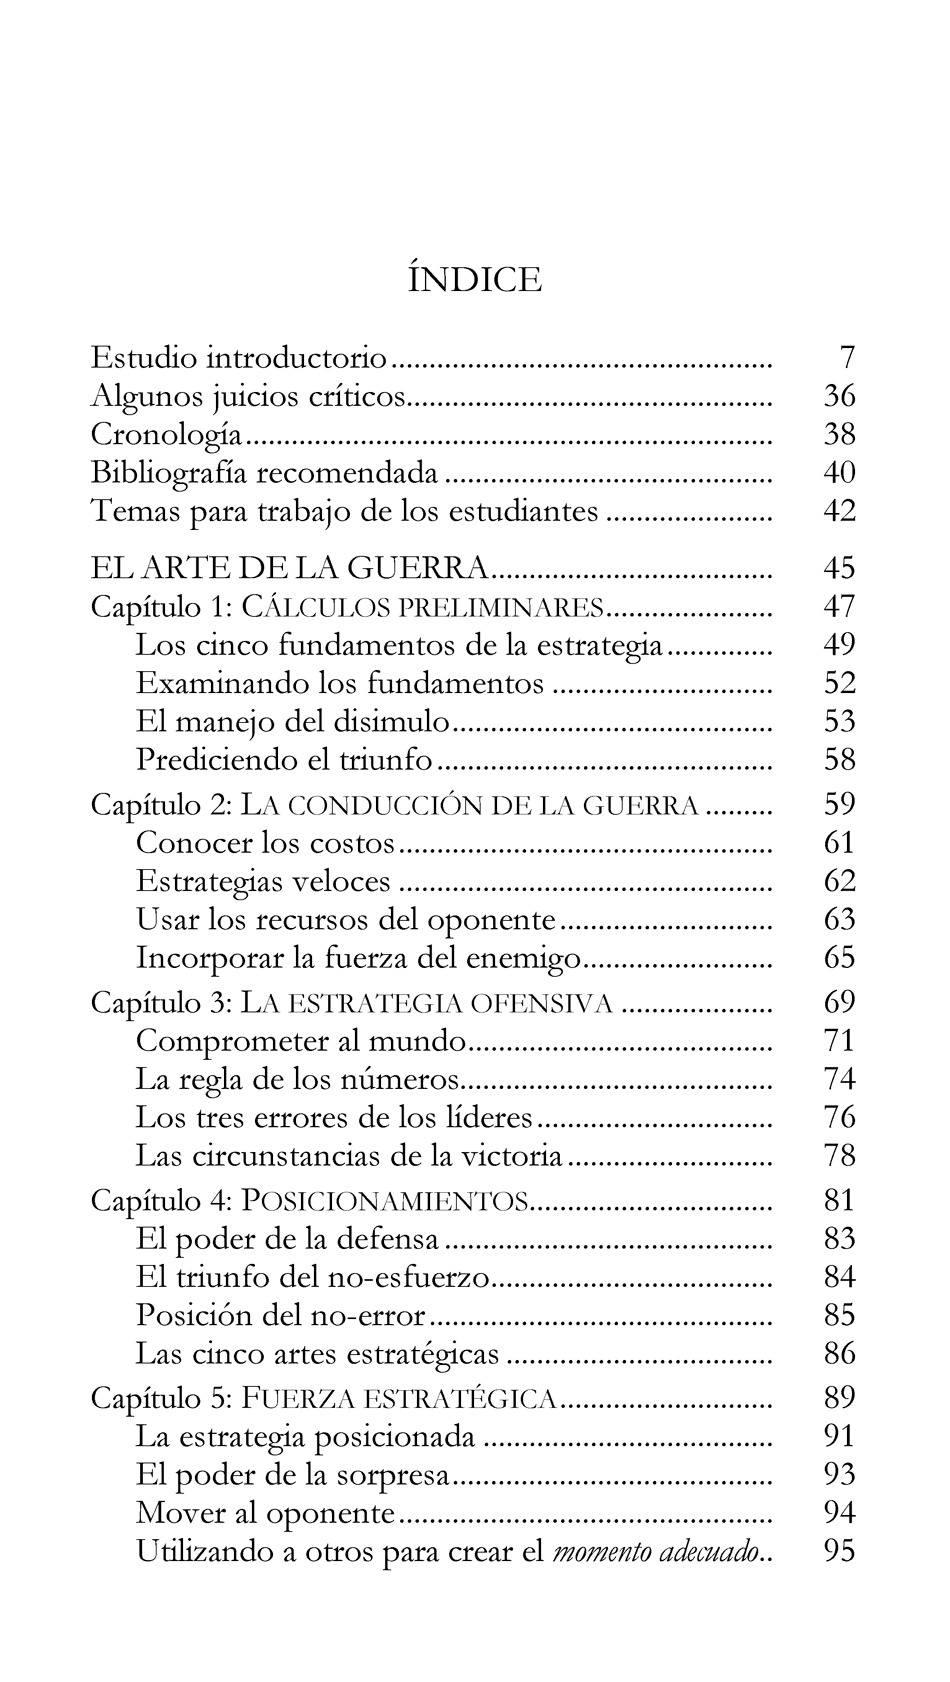 ÍNDICE
Estudio introductorio .................................................. 7
Algunos juicios críticos................................................ 36
Cronología..................................................................... 38
Bibliografía recomendada ........................................... 40
Temas para trabajo de los estudiantes ...................... 42
EL ARTE DE LA GUERRA..................................... 45
Capítulo 1: CÁLCULOS PRELIMINARES...................... 47
Los cinco fundamentos de la estrategia.............. 49
Examinando los fundamentos ............................. 52
El manejo del disimulo.......................................... 53
Prediciendo el triunfo............................................ 58
Capítulo 2: LA CONDUCCIÓN DE LA GUERRA ......... 59
Conocer los costos................................................. 61
Estrategias veloces ................................................. 62
Usar los recursos del oponente............................ 63
Incorporar la fuerza del enemigo......................... 65
Capítulo 3: LA ESTRATEGIA OFENSIVA .................... 69
Comprometer al mundo........................................ 71
La regla de los números......................................... 74
Los tres errores de los líderes............................... 76
Las circunstancias de la victoria........................... 78
Capítulo 4: POSICIONAMIENTOS................................ 81
El poder de la defensa ........................................... 83
El triunfo del no-esfuerzo..................................... 84
Posición del no-error............................................. 85
Las cinco artes estratégicas ................................... 86
Capítulo 5: FUERZA ESTRATÉGICA............................ 89
La estrategia posicionada ...................................... 91
El poder de la sorpresa.......................................... 93
Mover al oponente................................................. 94
Utilizando a otros para crear el momento adecuado.. 95